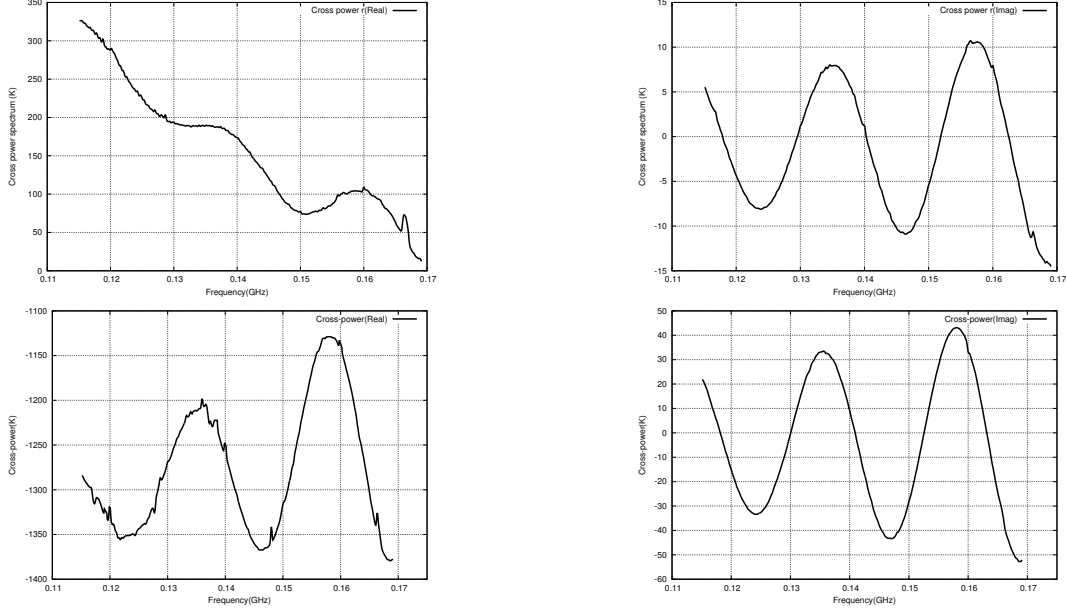 Cross power r(Real)
350
300
250
200
150
100
50
0
Cross power spectrum (K)
0.11 0.12 0.13 0.14 0.15 0.16 0.17
Frequency(GHz)
Cross power r(Imag)
15
10
5
0
-5
-10
-15
Cross power spectrum (K)
0.11 0.12 0.13 0.14 0.15 0.16 0.17
Frequency(GHz)
Cross-power(Real)
-1100
-1150
-1200
-1250
-1300
-1350
-1400
Cross-power(K)
0.11 0.12 0.13 0.14 0.15 0.16 0.17
Frequency(GHz)
Cross-power(Imag)
50
40
30
20
10
0
-10
-20
-30
-40
-50
-60
Cross-power(K)
0.11 0.12 0.13 0.14 0.15 0.16 0.17
Frequency(GHz)